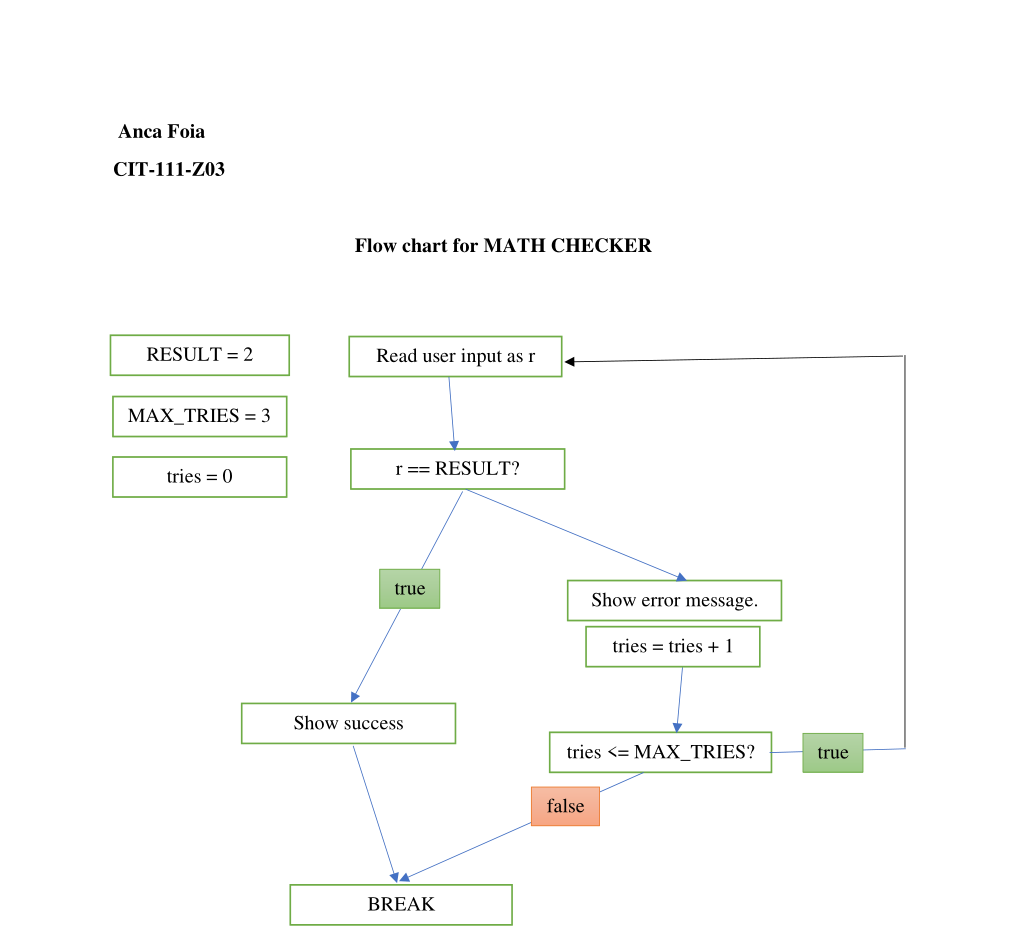 Anca Foia
CIT-111-Z03
Flow chart for MATH CHECKER
RESULT = 2
Read user input as r
MAX_TRIES = 3
r == RESULT?
tries = 0
true
Show error message.
tries = tries + 1
Show success
tries <= MAX_TRIES?
true
false
BREAK